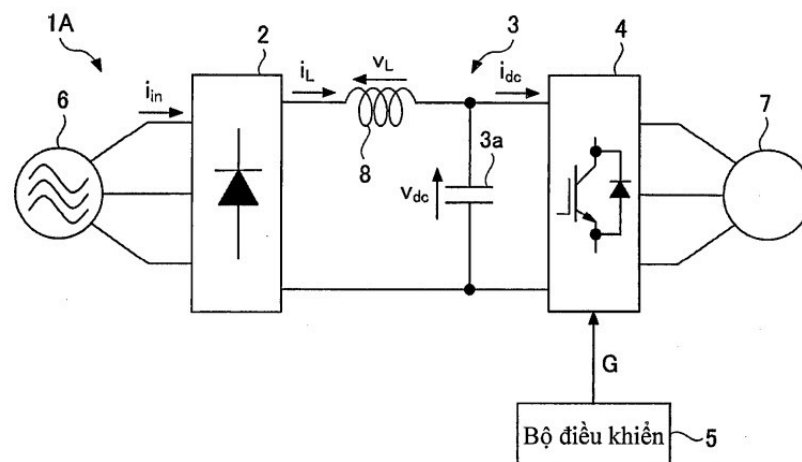 1A
2
3
4
i_L
v_L
i_dc
i_in
6
7
8
3a
v_dc
G
Bộ điều khiển
5